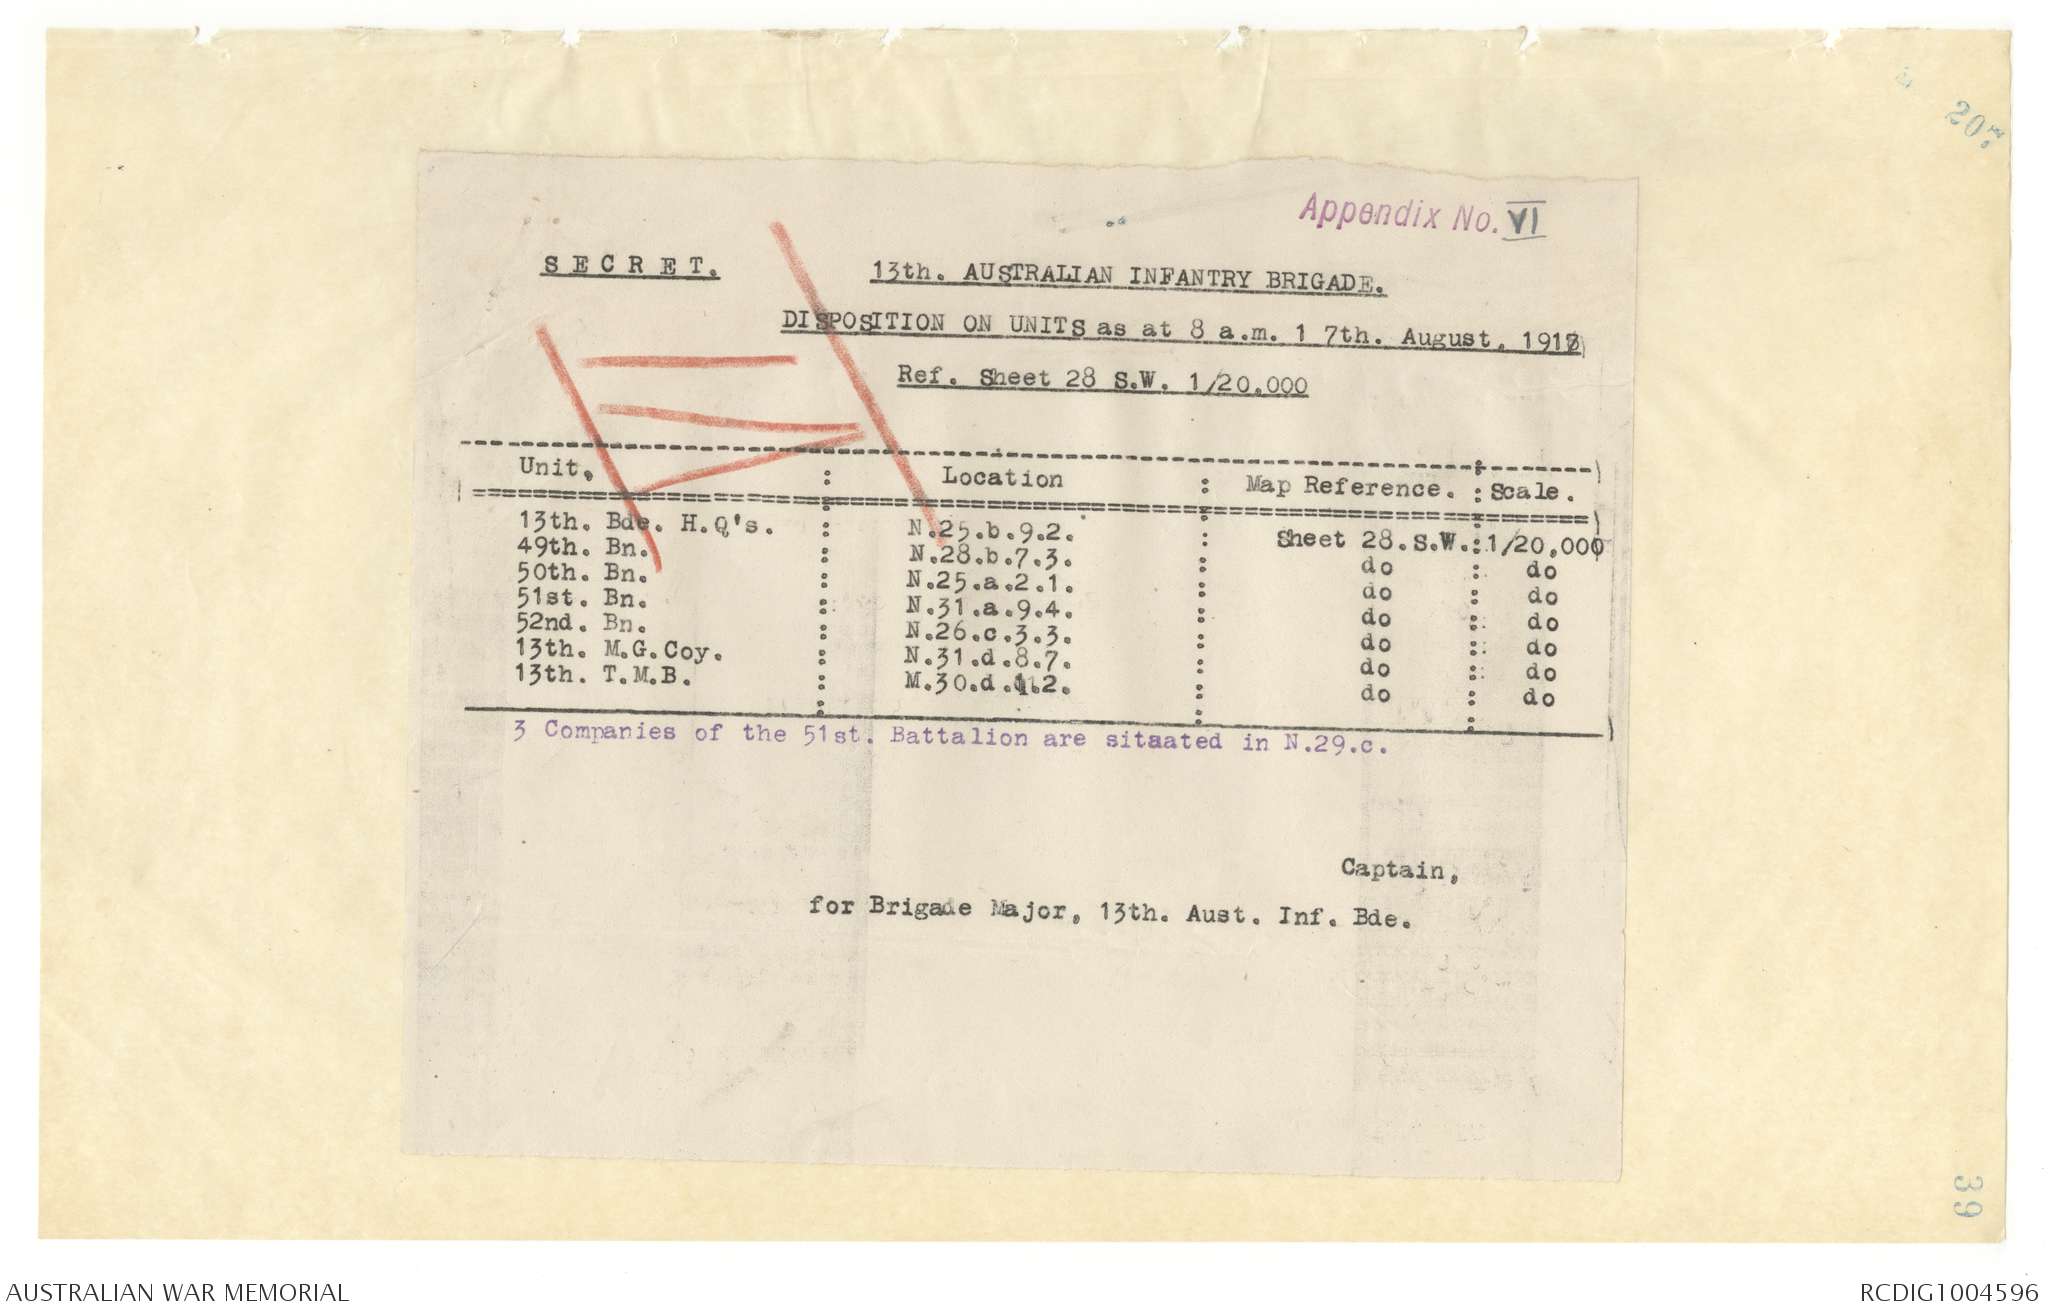 207
Appendix No. VI
S E C R E T.
13th. AUSTRALIAN INFANTRY BRIGADE.
DISPOSITION ON UNITS as at 8 a.m. 1 7th. August, 
Ref. Sheet 28 S.W. 1/20,000
Unit, : Location : Map Reference. : Scale.
13th. Bde. H.Q's. : N.25.b.9.2. : Sheet 28.S.W. : 1/20,000
49th. Bn. N.28.b.7.3. do : do
50th. Bn. N.25.a.2.1. do : do
51st. Bn. : N.31.a.9.4. : do : do
52nd. Bn. : N.26.c.3.3. : do : do
13th. M.G.Coy. : N.31.d.8.7. : do : do
13th. T.M.B. : M.30.d.1.2. : do : do
3 Companies of the 51st. Battalion are sitaated in N.29.c.
Captain,
for Brigade Major, 13th. Aust. Inf. Bde.
39
AUSTRALIAN WAR MEMORIAL
RCDIG1004596